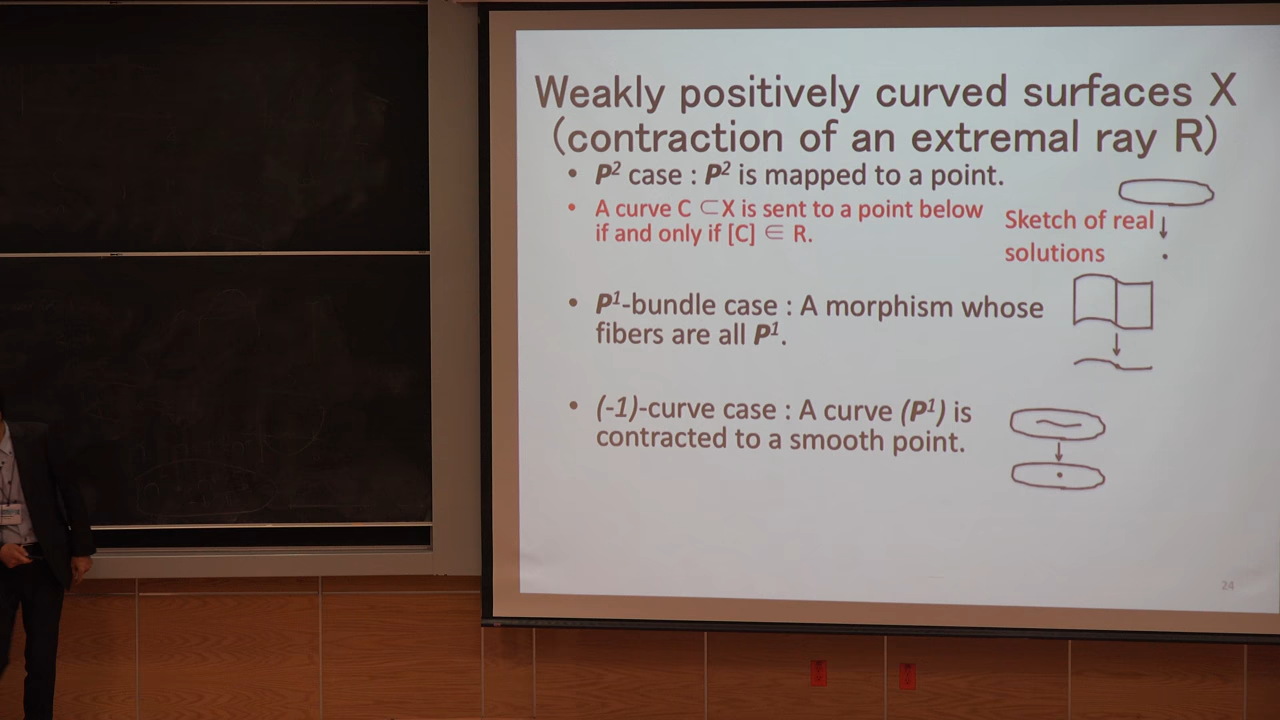 Weakly positively curved surfaces X
(contraction of an extremal ray R)
• P² case : P² is mapped to a point.
• A curve C ⊂X is sent to a point below
if and only if [C] ∈ R.
Sketch of real
solutions
• P¹-bundle case : A morphism whose
fibers are all P¹.
• (-1)-curve case : A curve (P¹) is
contracted to a smooth point.
24